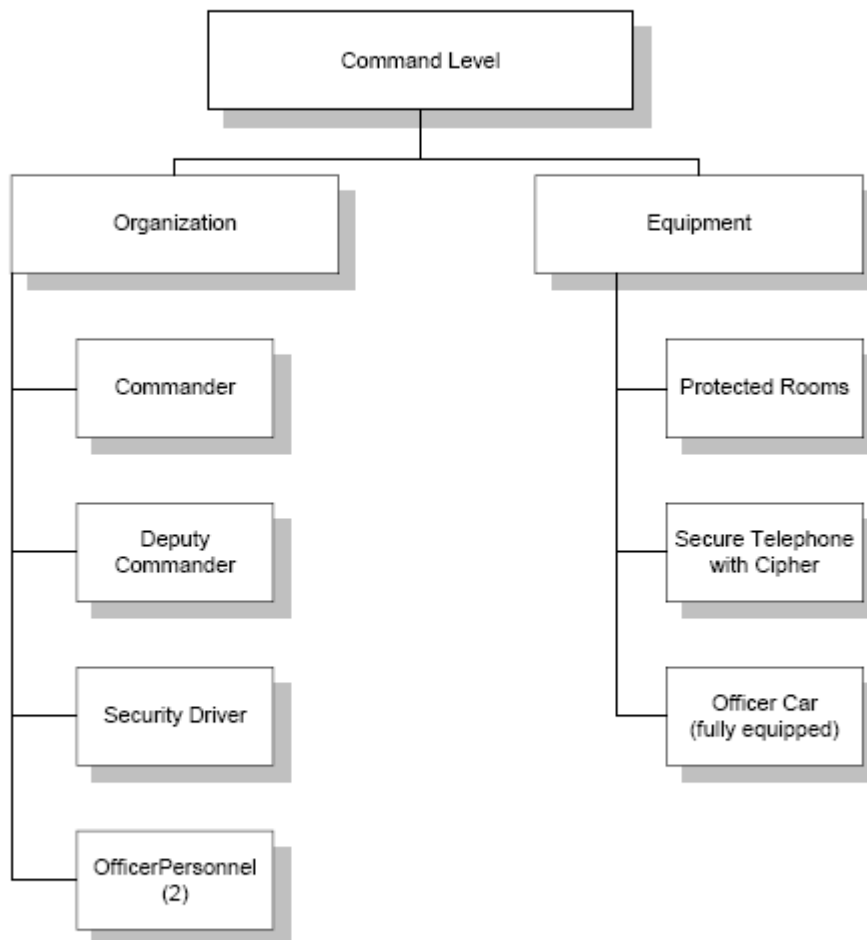 Command Level
Organization
Equipment
Commander
Protected Rooms
Deputy
Commander
Secure Telephone
with Cipher
Security Driver
Officer Car
(fully equipped)
OfficerPersonnel
(2)